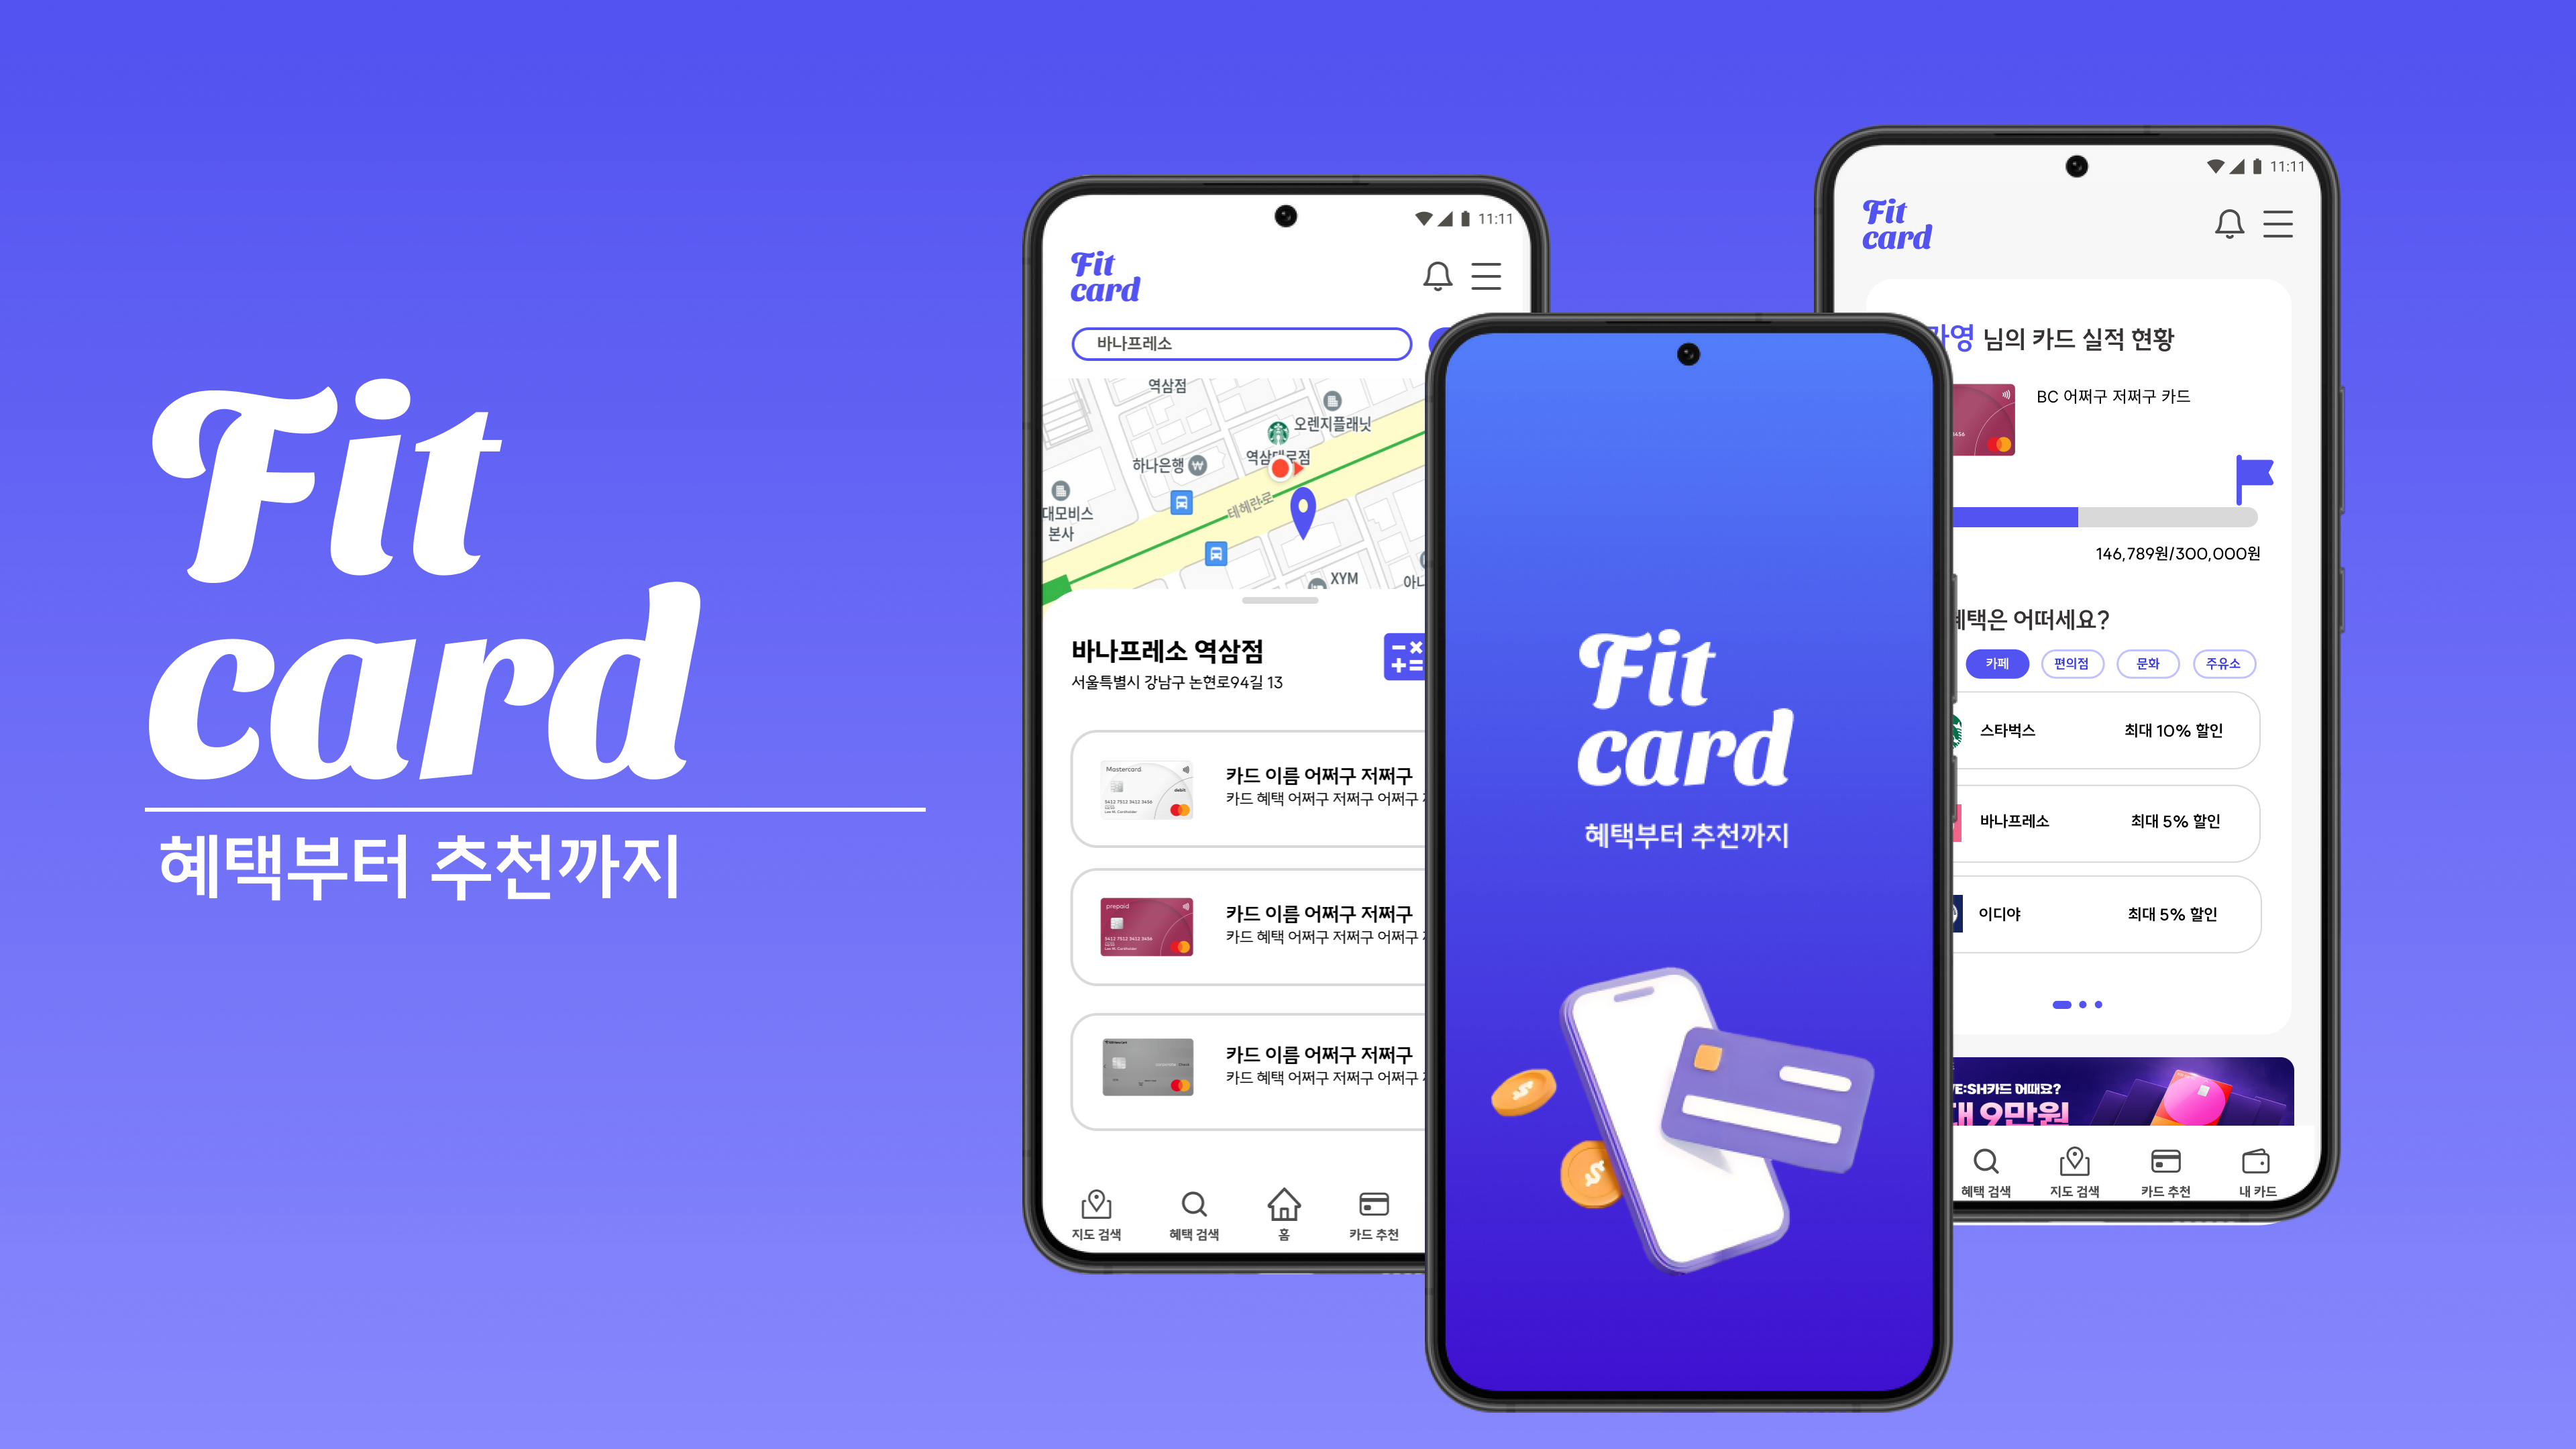 Fit
card
혜택부터 추천까지
11:11
Fit
card
바나프레소
역삼점
오렌지플래닛
하나은행
테헤란로
대모비스
본사
XYM
바나프레소 역삼점
서울특별시 강남구 논현로94길 13
Mastercard
debit
5412 7512 3412 3456
카드 이름 어쩌구 저쩌구
카드 혜택 어쩌구 저쩌구 어쩌구
prepaid
5412 7512 3412 3456
카드 이름 어쩌구 저쩌구
카드 혜택 어쩌구 저쩌구 어쩌구
카드 이름 어쩌구 저쩌구
카드 혜택 어쩌구 저쩌구 어쩌구
지도 검색
혜택 검색
홈
카드 추천
Fit
card
혜택부터 추천까지
11:11
Fit
card
영 님의 카드 실적 현황
BC 어쩌구 저쩌구 카드
146,789원/300,000원
혜택은 어떠세요?
카페 편의점 문화 주유소
스타벅스 최대 10% 할인
바나프레소 최대 5% 할인
이디야 최대 5% 할인
E:SH카드 어때요?
대 9만원
혜택 검색
지도 검색
카드 추천
내 카드